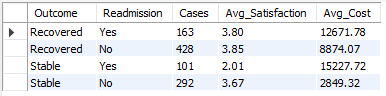 Outcome Readmission Cases Avg_Satisfaction Avg_Cost
Recovered Yes 163 3.80 12671.78
Recovered No 428 3.85 8874.07
Stable Yes 101 2.01 15227.72
Stable No 292 3.67 2849.32